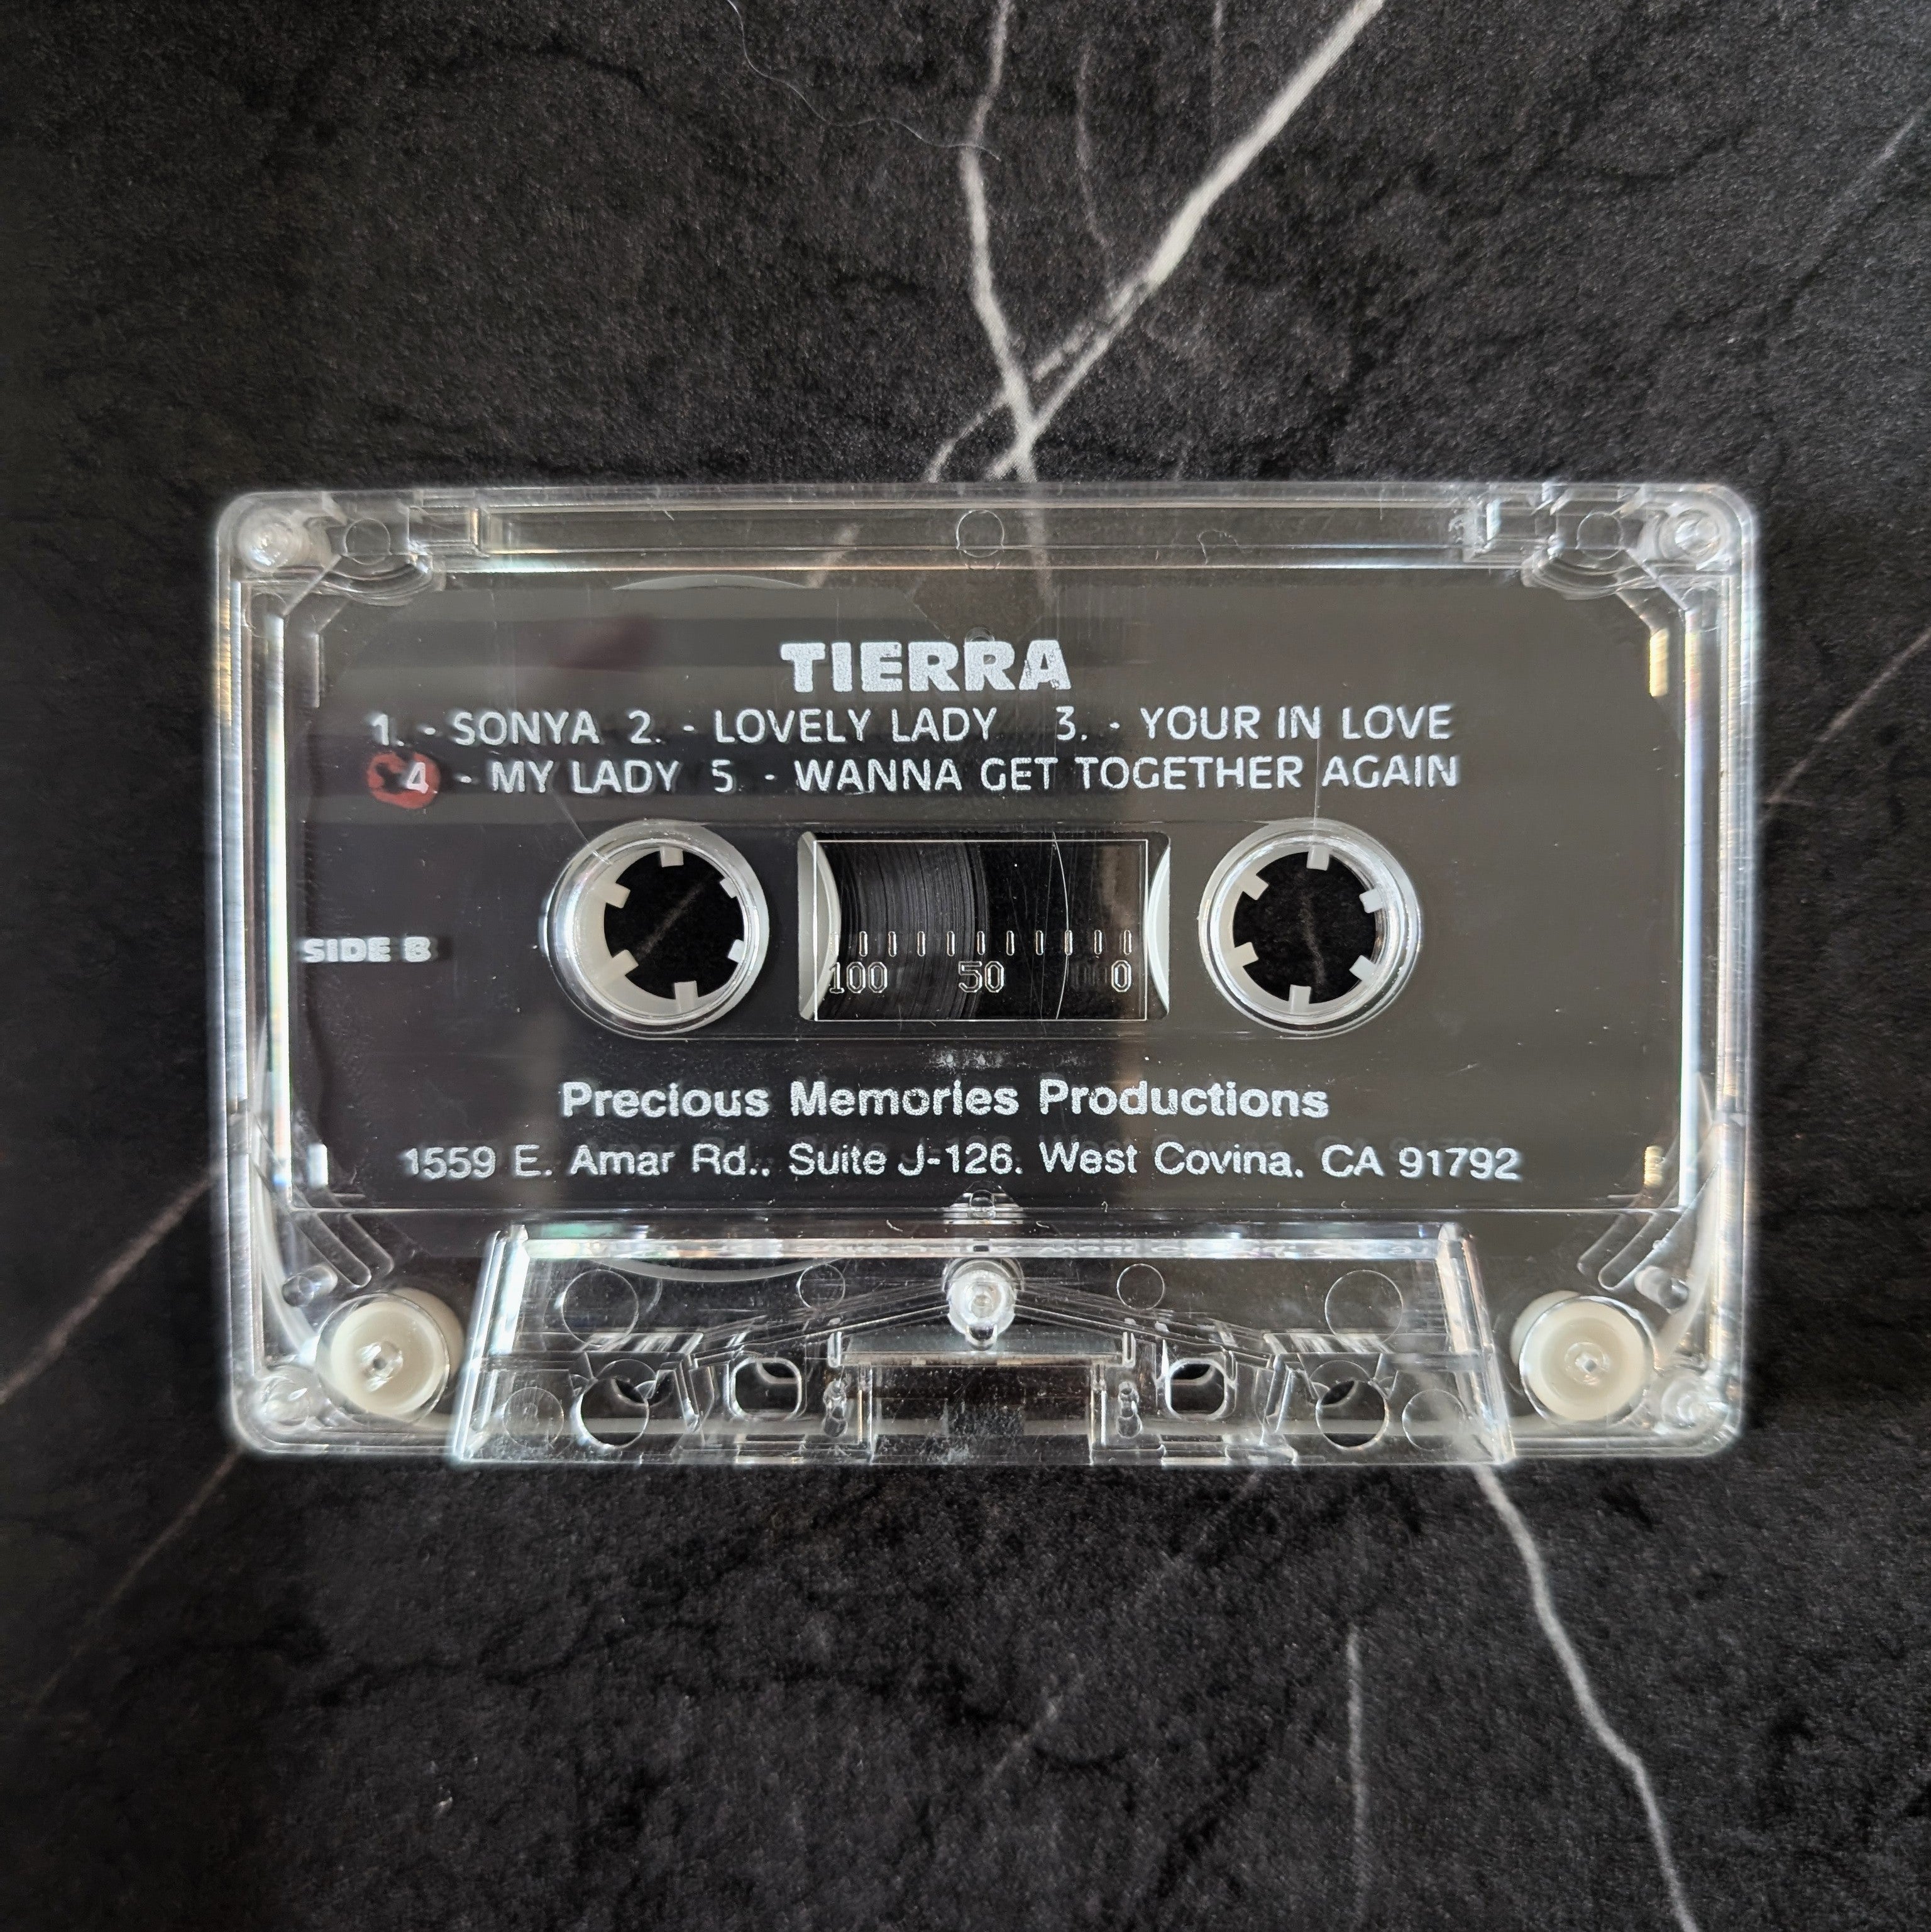 TIERRA
1. - SONYA 2. - LOVELY LADY 3. - YOUR IN LOVE
4 - MY LADY 5. - WANNA GET TOGETHER AGAIN
SIDE B
100 50 0
Precious Memories Productions
1559 E. Amar Rd., Suite J-126, West Covina, CA 91792